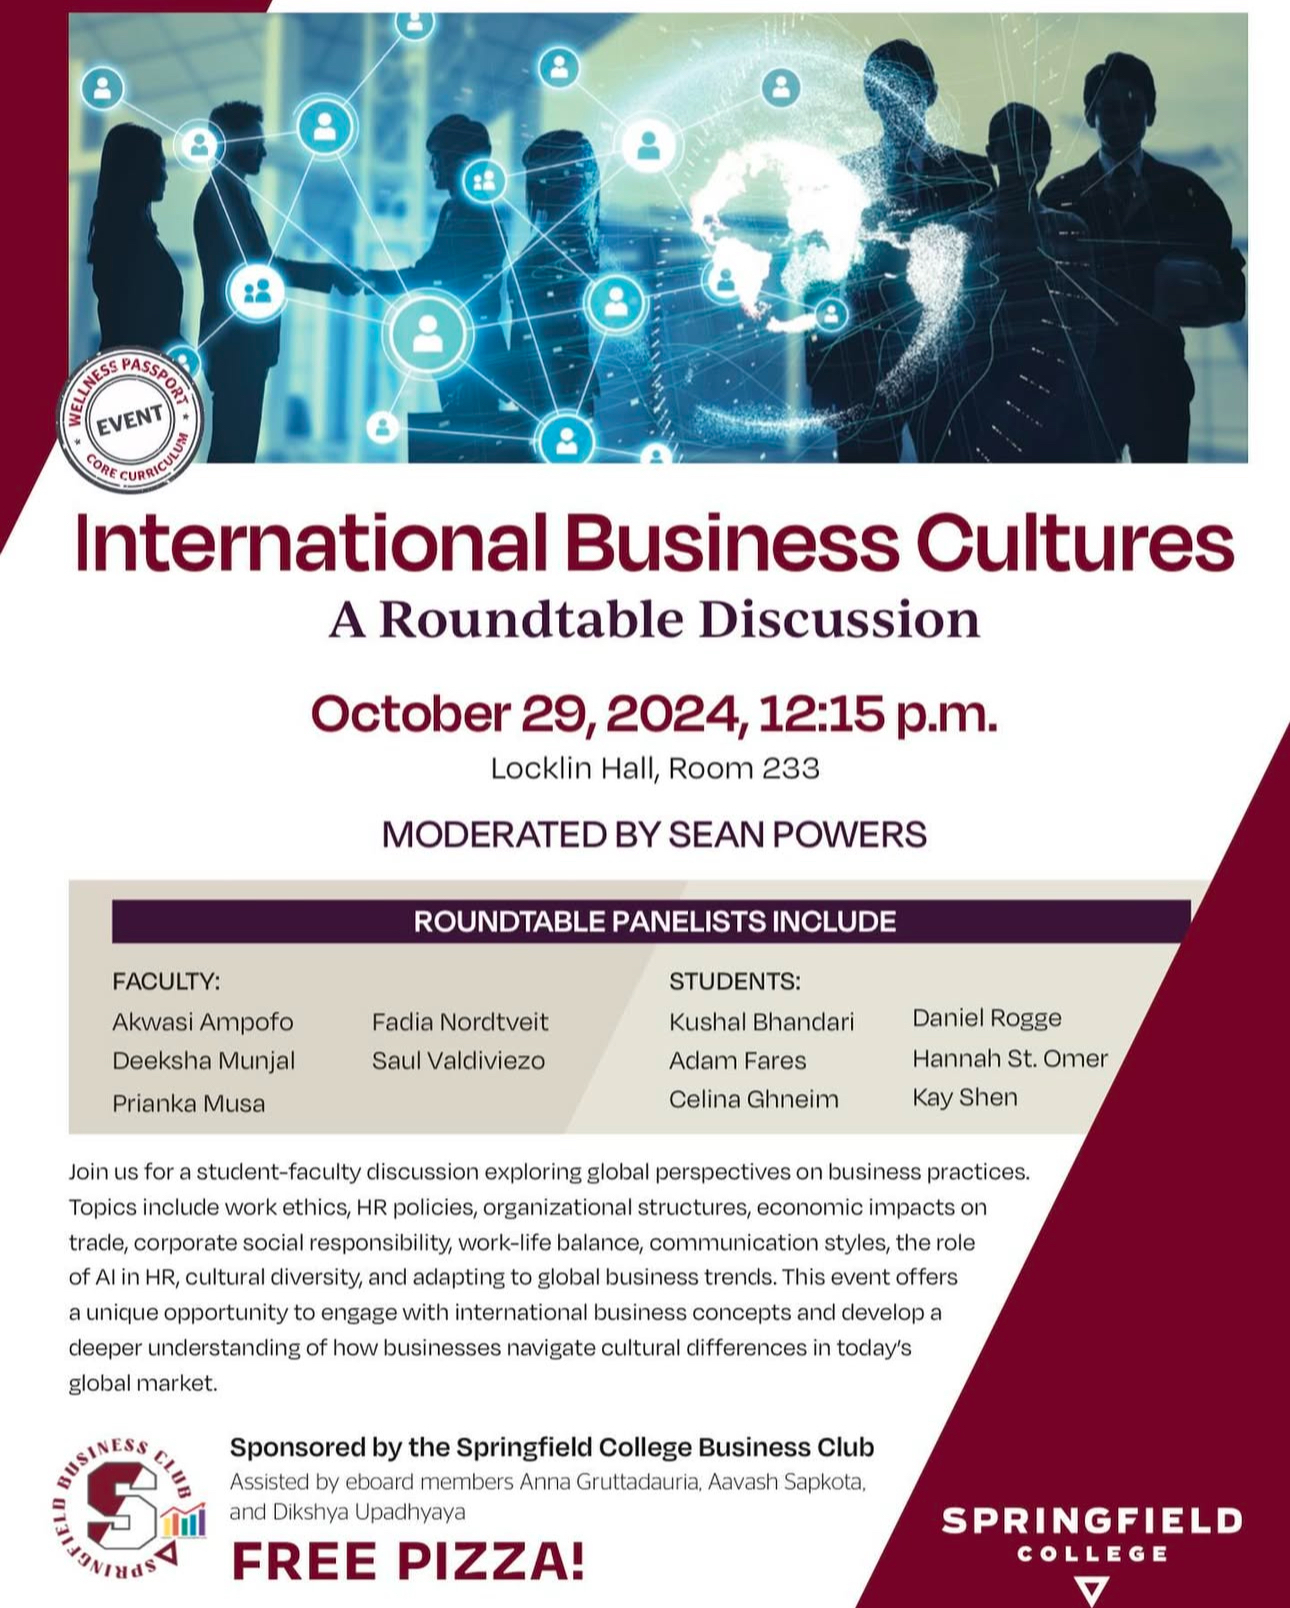 WELLNESS PASSPORT
EVENT
CORE CURRICULUM
International Business Cultures
A Roundtable Discussion
October 29, 2024, 12:15 p.m.
Locklin Hall, Room 233
MODERATED BY SEAN POWERS
ROUNDTABLE PANELISTS INCLUDE
FACULTY:
Akwasi Ampofo
Deeksha Munjal
Prianka Musa
Fadia Nordtveit
Saul Valdiviezo
STUDENTS:
Kushal Bhandari
Adam Fares
Celina Ghneim
Daniel Rogge
Hannah St. Omer
Kay Shen
Join us for a student-faculty discussion exploring global perspectives on business practices.
Topics include work ethics, HR policies, organizational structures, economic impacts on
trade, corporate social responsibility, work-life balance, communication styles, the role
of AI in HR, cultural diversity, and adapting to global business trends. This event offers
a unique opportunity to engage with international business concepts and develop a
deeper understanding of how businesses navigate cultural differences in today's
global market.
SPRINGFIELD BUSINESS CLUB
S
Sponsored by the Springfield College Business Club
Assisted by eboard members Anna Gruttadauria, Aavash Sapkota,
and Dikshya Upadhyaya
FREE PIZZA!
SPRINGFIELD
COLLEGE